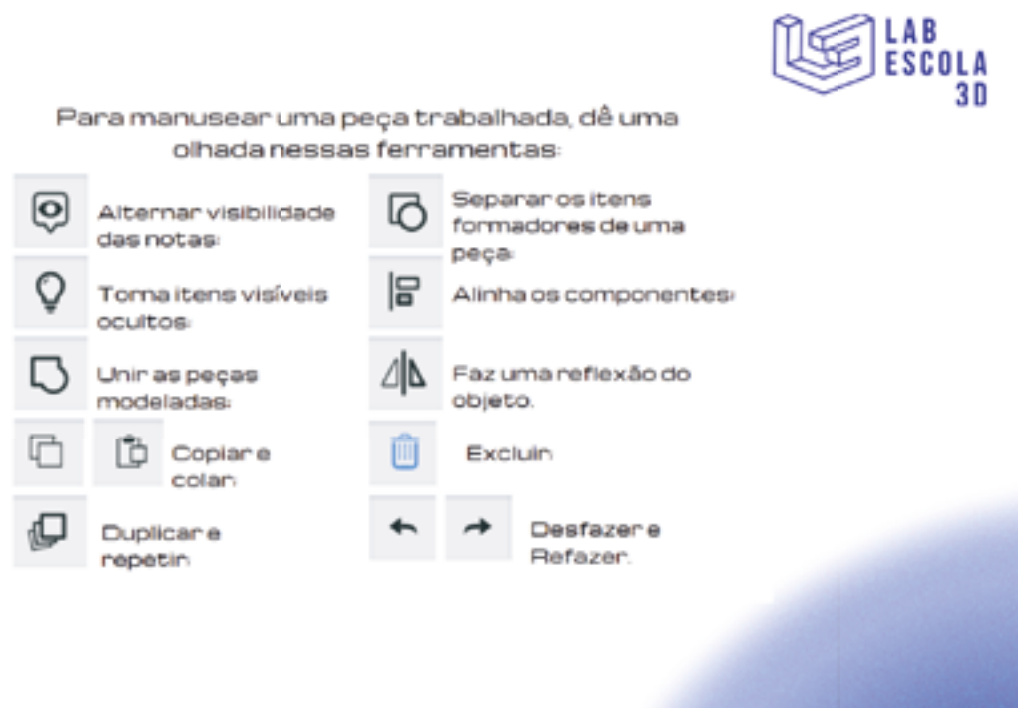 LAB
ESCOLA
3D
Para manusear uma peça trabalhada, dê uma
olhada nessas ferramentas:
Alternar visibilidade
das notas;
Torna itens visíveis
ocultos;
Unir as peças
modeladas;
Copiar e
colar;
Duplicar e
repetir;
Separar os itens
formadores de uma
peça;
Alinha os componentes;
Faz uma reflexão do
objeto.
Excluir;
Desfazer e
Refazer.